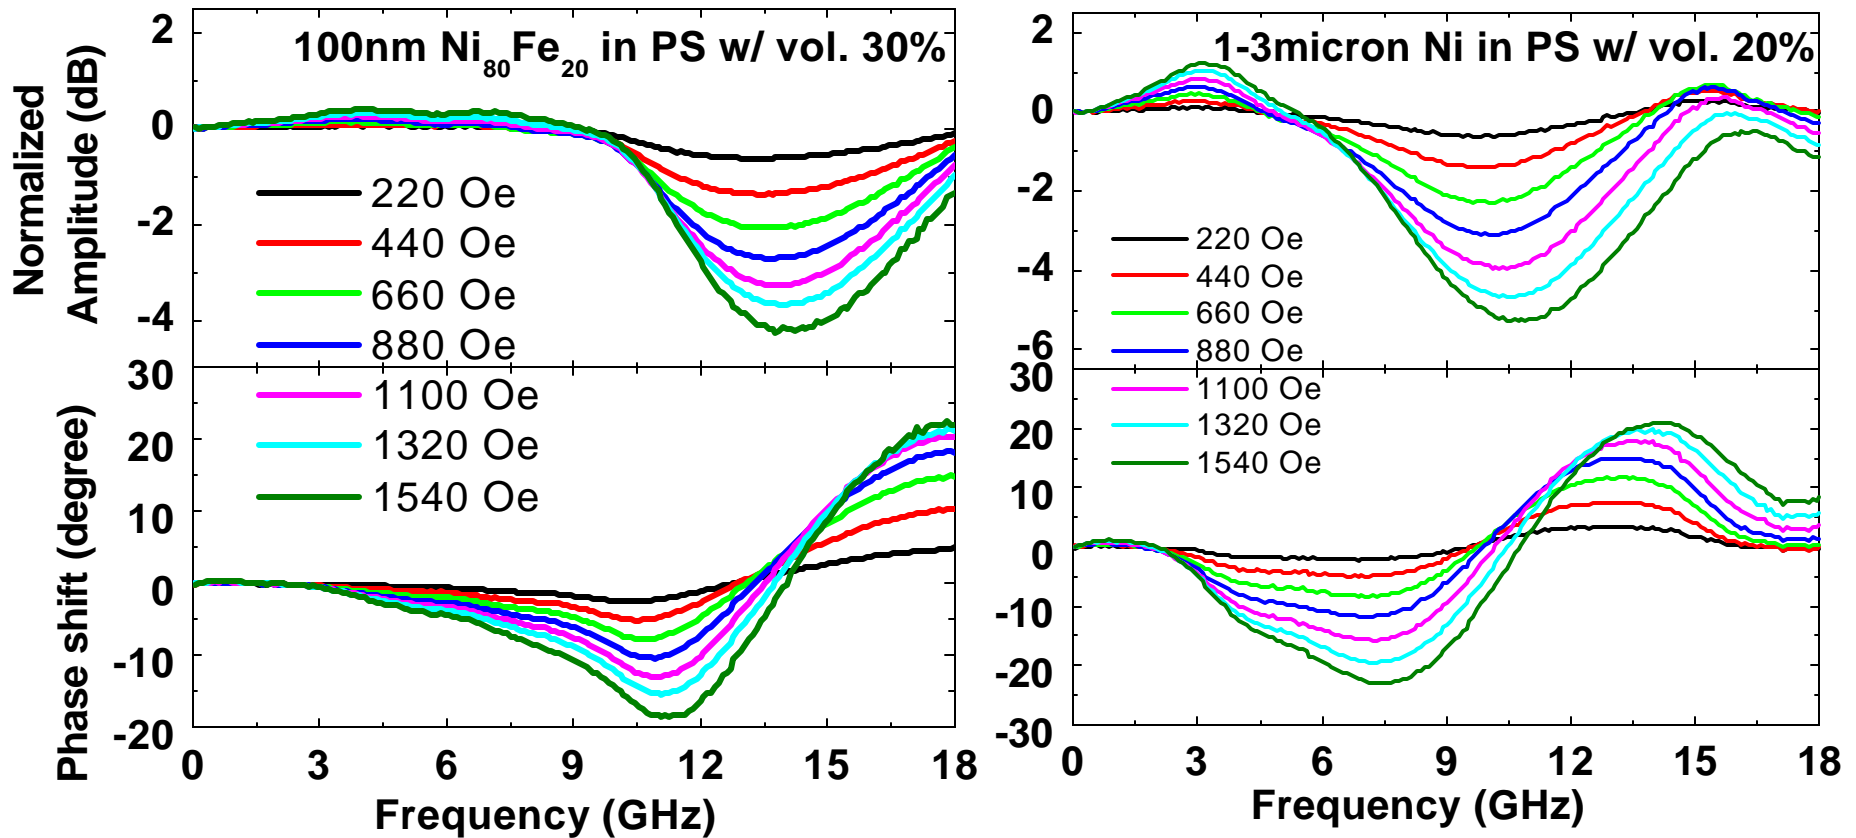 100nm Ni80Fe20 in PS w/ vol. 30%
Normalized
Amplitude (dB)
2
0
-2
-4
220 Oe
440 Oe
660 Oe
880 Oe
1100 Oe
1320 Oe
1540 Oe
Phase shift (degree)
30
20
10
0
-10
-20
0 3 6 9 12 15 18
Frequency (GHz)
1-3micron Ni in PS w/ vol. 20%
2
0
-2
-4
-6
220 Oe
440 Oe
660 Oe
880 Oe
1100 Oe
1320 Oe
1540 Oe
30
20
10
0
-10
-20
-30
0 3 6 9 12 15 18
Frequency (GHz)